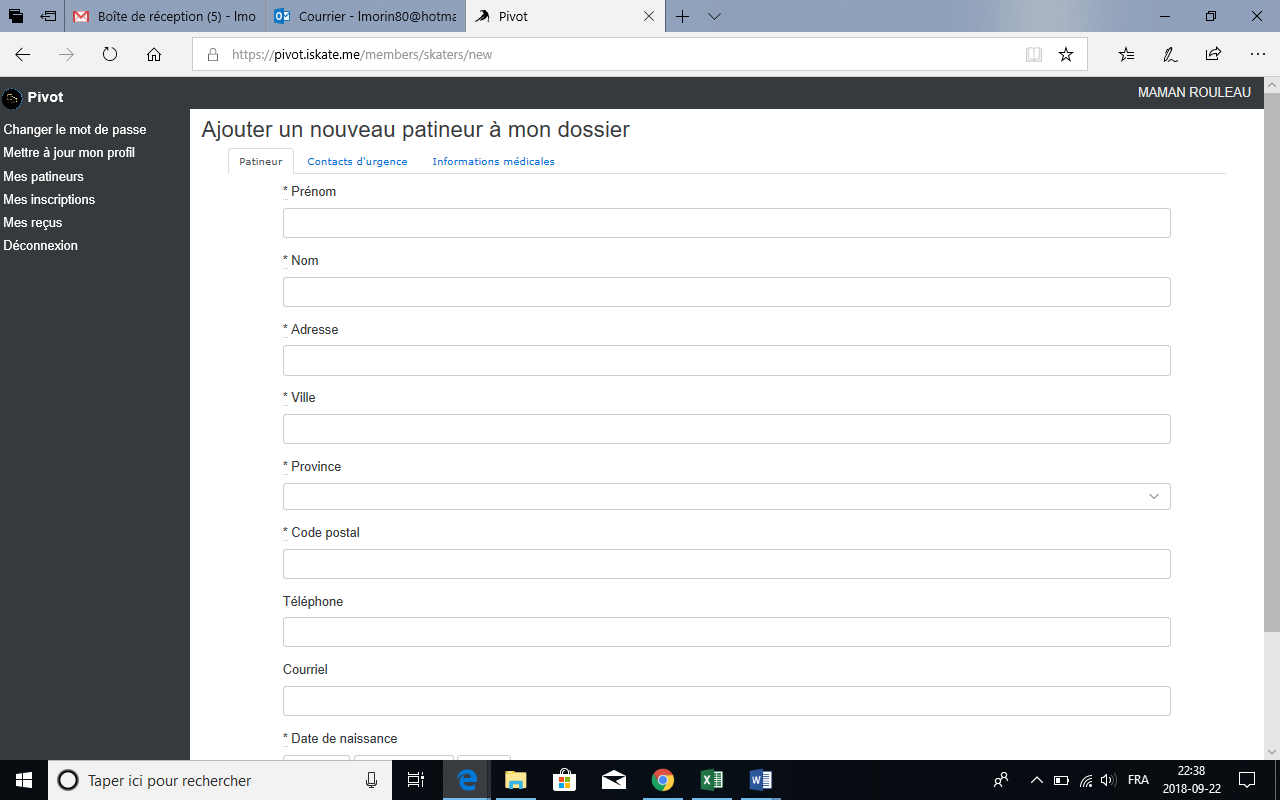 Boîte de réception (5) - lmo
Courrier - lmorin80@hotma
Pivot
https://pivot.iskate.me/members/skaters/new
Pivot
MAMAN ROULEAU
Changer le mot de passe
Mettre à jour mon profil
Mes patineurs
Mes inscriptions
Mes reçus
Déconnexion
Ajouter un nouveau patineur à mon dossier
Patineur
Contacts d'urgence
Informations médicales
* Prénom
* Nom
* Adresse
* Ville
* Province
* Code postal
Téléphone
Courriel
* Date de naissance
Taper ici pour rechercher
FRA
22:38
2018-09-22